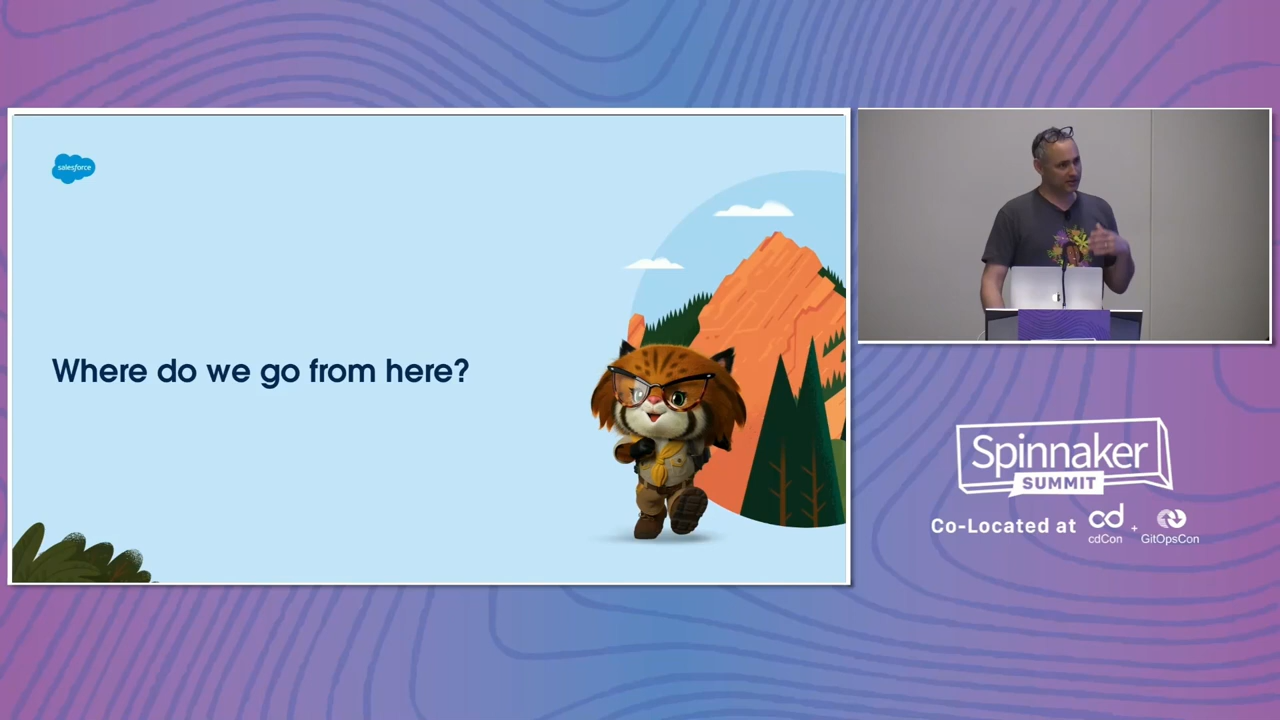 salesforce
Where do we go from here?
Spinnaker
SUMMIT
Co-Located at cd + 
cdCon GitOpsCon